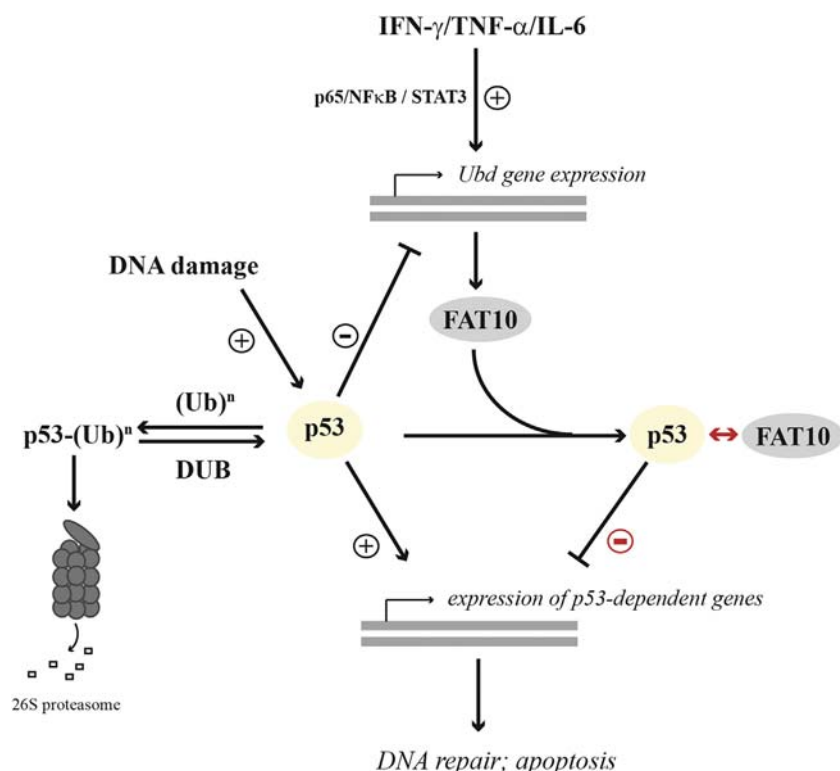 IFN-γ/TNF-α/IL-6
p65/NFκB / STAT3
+
Ubd gene expression
DNA damage
FAT10
+
-
(Ub)ⁿ
p53-(Ub)ⁿ
p53
p53
FAT10
DUB
+
-
expression of p53-dependent genes
26S proteasome
DNA repair; apoptosis